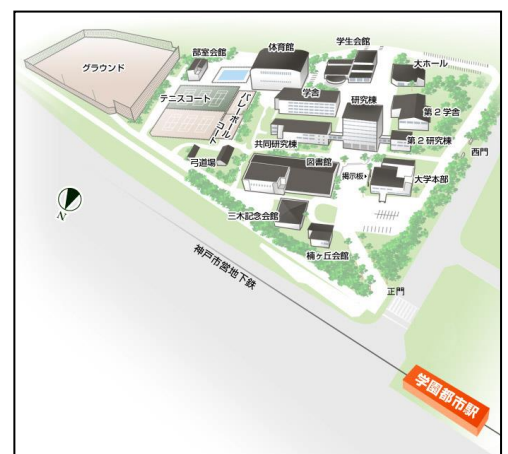 グラウンド
部室会館
体育館
学生会館
大ホール
テニスコート
バレーボール
コート
学舎
研究棟
第2学舎
共同研究棟
第2研究棟
西門
弓道場
図書館
掲示板
大学本部
三木記念会館
楠ヶ丘会館
N
神戸市営地下鉄
正門
学園都市駅